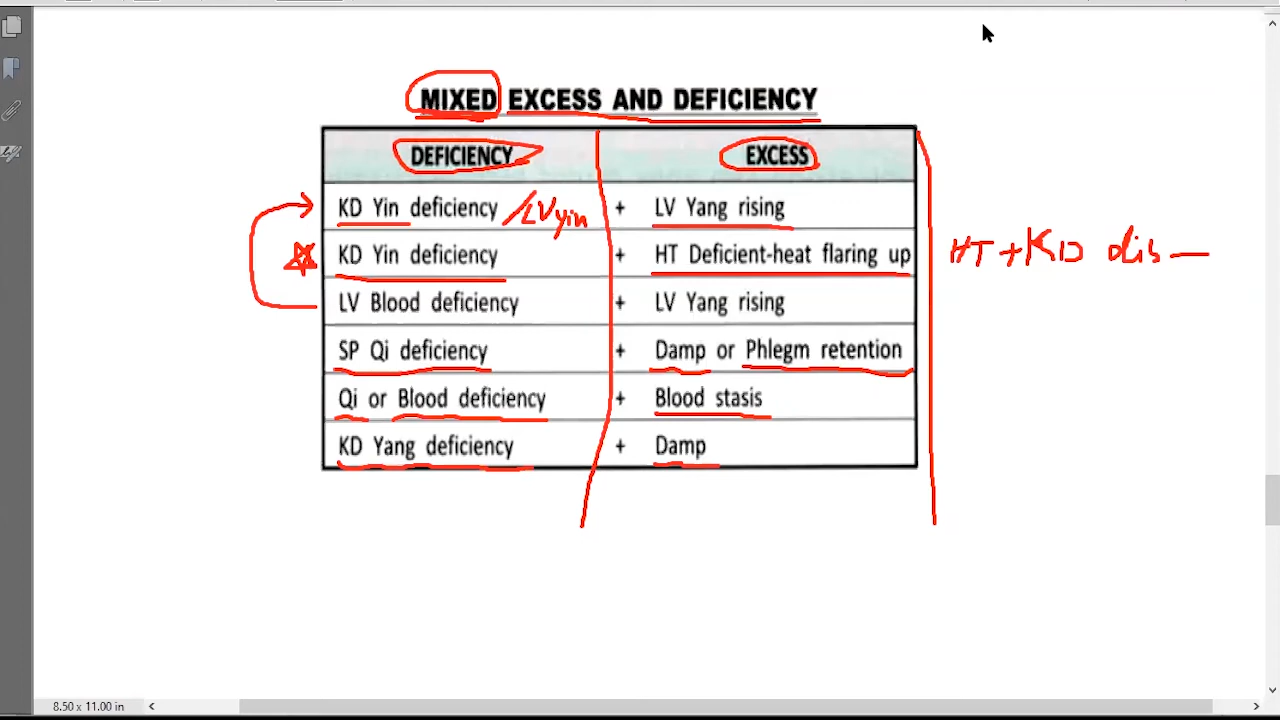 MIXED EXCESS AND DEFICIENCY
DEFICIENCY EXCESS
KD Yin deficiency /LV yin + LV Yang rising
KD Yin deficiency + HT Deficient-heat flaring up HT + KD dis —
LV Blood deficiency + LV Yang rising
SP Qi deficiency + Damp or Phlegm retention
Qi or Blood deficiency + Blood stasis
KD Yang deficiency + Damp
8.50 x 11.00 in